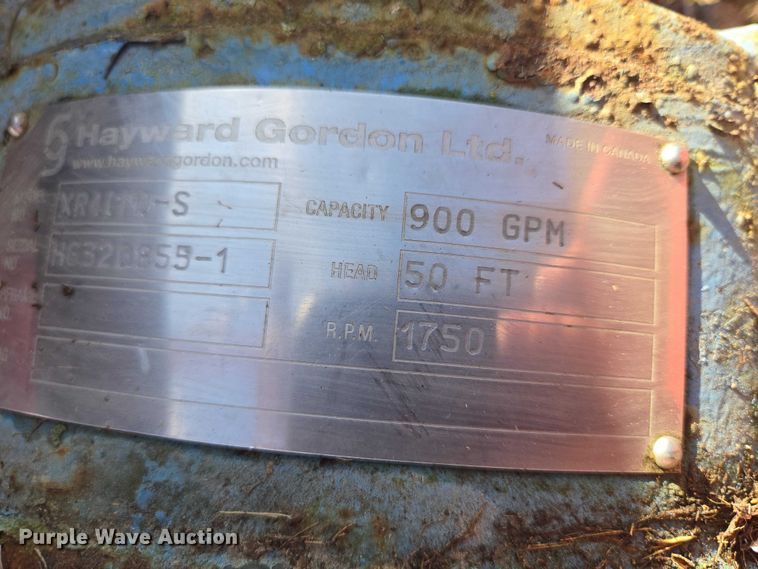 Hayward Gordon Ltd.
MADE IN CANADA
www.haywardgordon.com
CAPACITY 900 GPM
HEAD 50 FT
R.P.M. 1750
Purple Wave Auction